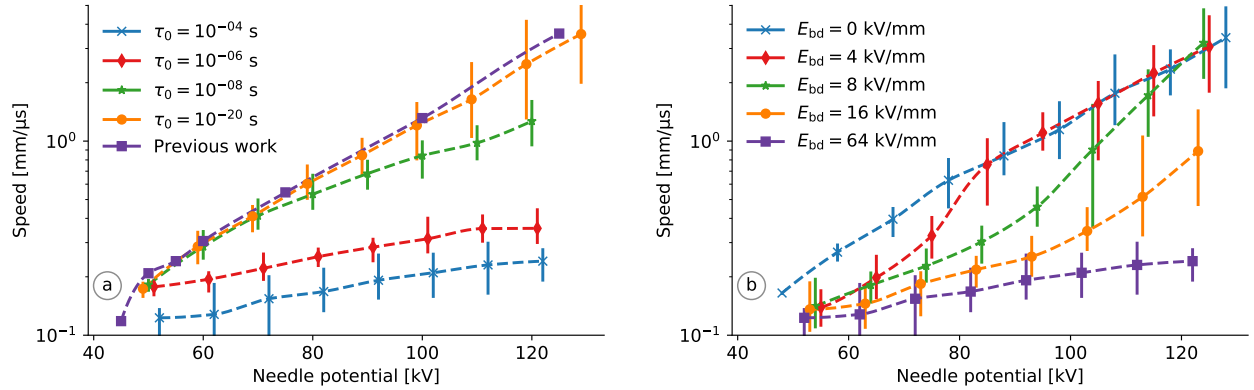 τ₀ = 10⁻⁰⁴ s
τ₀ = 10⁻⁰⁶ s
τ₀ = 10⁻⁰⁸ s
τ₀ = 10⁻²⁰ s
Previous work
Speed [mm/µs]
10⁰
10⁻¹
a
40 60 80 100 120
Needle potential [kV]
E_bd = 0 kV/mm
E_bd = 4 kV/mm
E_bd = 8 kV/mm
E_bd = 16 kV/mm
E_bd = 64 kV/mm
Speed [mm/µs]
10⁰
10⁻¹
b
40 60 80 100 120
Needle potential [kV]